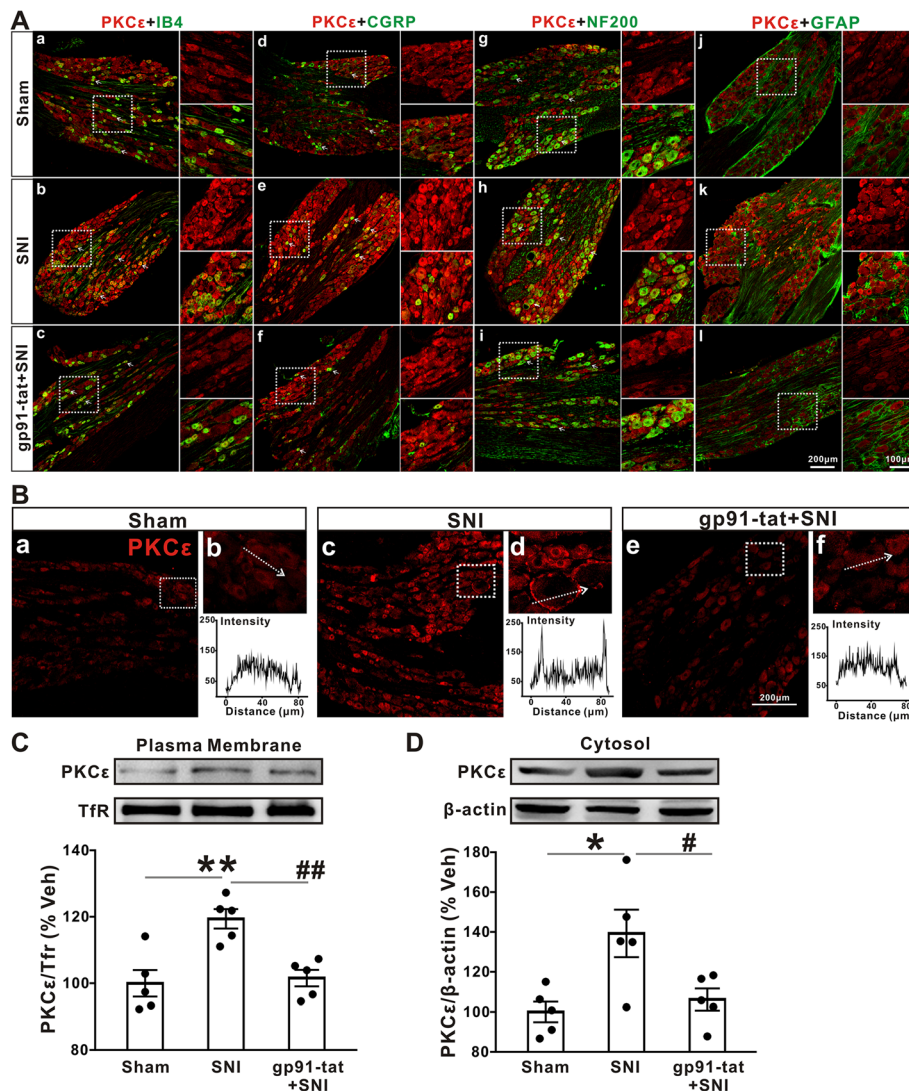 A
PKCε+IB4
PKCε+CGRP
PKCε+NF200
PKCε+GFAP
Sham
a
d
g
j
SNI
b
e
h
k
gp91-tat+SNI
c
f
i
l
200μm
100μm
B
Sham
SNI
gp91-tat+SNI
a
PKCε
b
c
d
e
f
200μm
Intensity
250
150
50
0 40 80
Distance (μm)
Intensity
250
150
50
0 40 80
Distance (μm)
Intensity
250
150
50
0 40 80
Distance (μm)
C
Plasma Membrane
PKCε
TfR
PKCε/Tfr (% Veh)
140
120
100
80
**
##
Sham
SNI
gp91-tat
+SNI
D
Cytosol
PKCε
β-actin
PKCε/β-actin (% Veh)
180
160
140
120
100
80
*
#
Sham
SNI
gp91-tat
+SNI